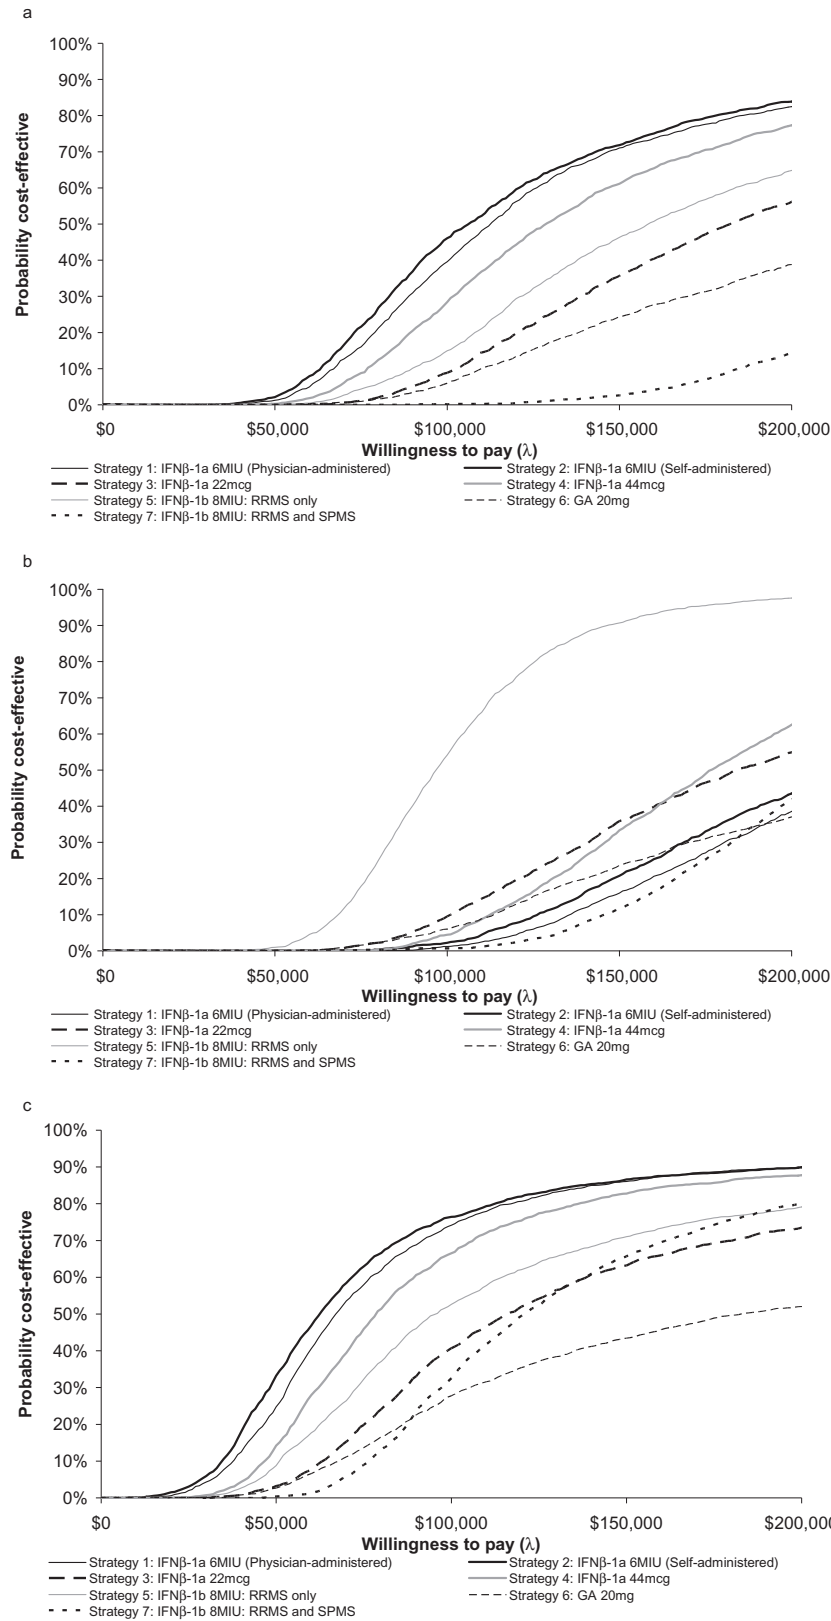 a
100%
90%
80%
70%
60%
50%
40%
30%
20%
10%
0%
Probability cost-effective
$0 $50,000 $100,000 $150,000 $200,000
Willingness to pay (λ)
Strategy 1: IFNβ-1a 6MIU (Physician-administered) Strategy 2: IFNβ-1a 6MIU (Self-administered)
Strategy 3: IFNβ-1a 22mcg Strategy 4: IFNβ-1a 44mcg
Strategy 5: IFNβ-1b 8MIU: RRMS only Strategy 6: GA 20mg
Strategy 7: IFNβ-1b 8MIU: RRMS and SPMS
b
100%
90%
80%
70%
60%
50%
40%
30%
20%
10%
0%
Probability cost-effective
$0 $50,000 $100,000 $150,000 $200,000
Willingness to pay (λ)
Strategy 1: IFNβ-1a 6MIU (Physician-administered) Strategy 2: IFNβ-1a 6MIU (Self-administered)
Strategy 3: IFNβ-1a 22mcg Strategy 4: IFNβ-1a 44mcg
Strategy 5: IFNβ-1b 8MIU: RRMS only Strategy 6: GA 20mg
Strategy 7: IFNβ-1b 8MIU: RRMS and SPMS
c
100%
90%
80%
70%
60%
50%
40%
30%
20%
10%
0%
Probability cost-effective
$0 $50,000 $100,000 $150,000 $200,000
Willingness to pay (λ)
Strategy 1: IFNβ-1a 6MIU (Physician-administered) Strategy 2: IFNβ-1a 6MIU (Self-administered)
Strategy 3: IFNβ-1a 22mcg Strategy 4: IFNβ-1a 44mcg
Strategy 5: IFNβ-1b 8MIU: RRMS only Strategy 6: GA 20mg
Strategy 7: IFNβ-1b 8MIU: RRMS and SPMS